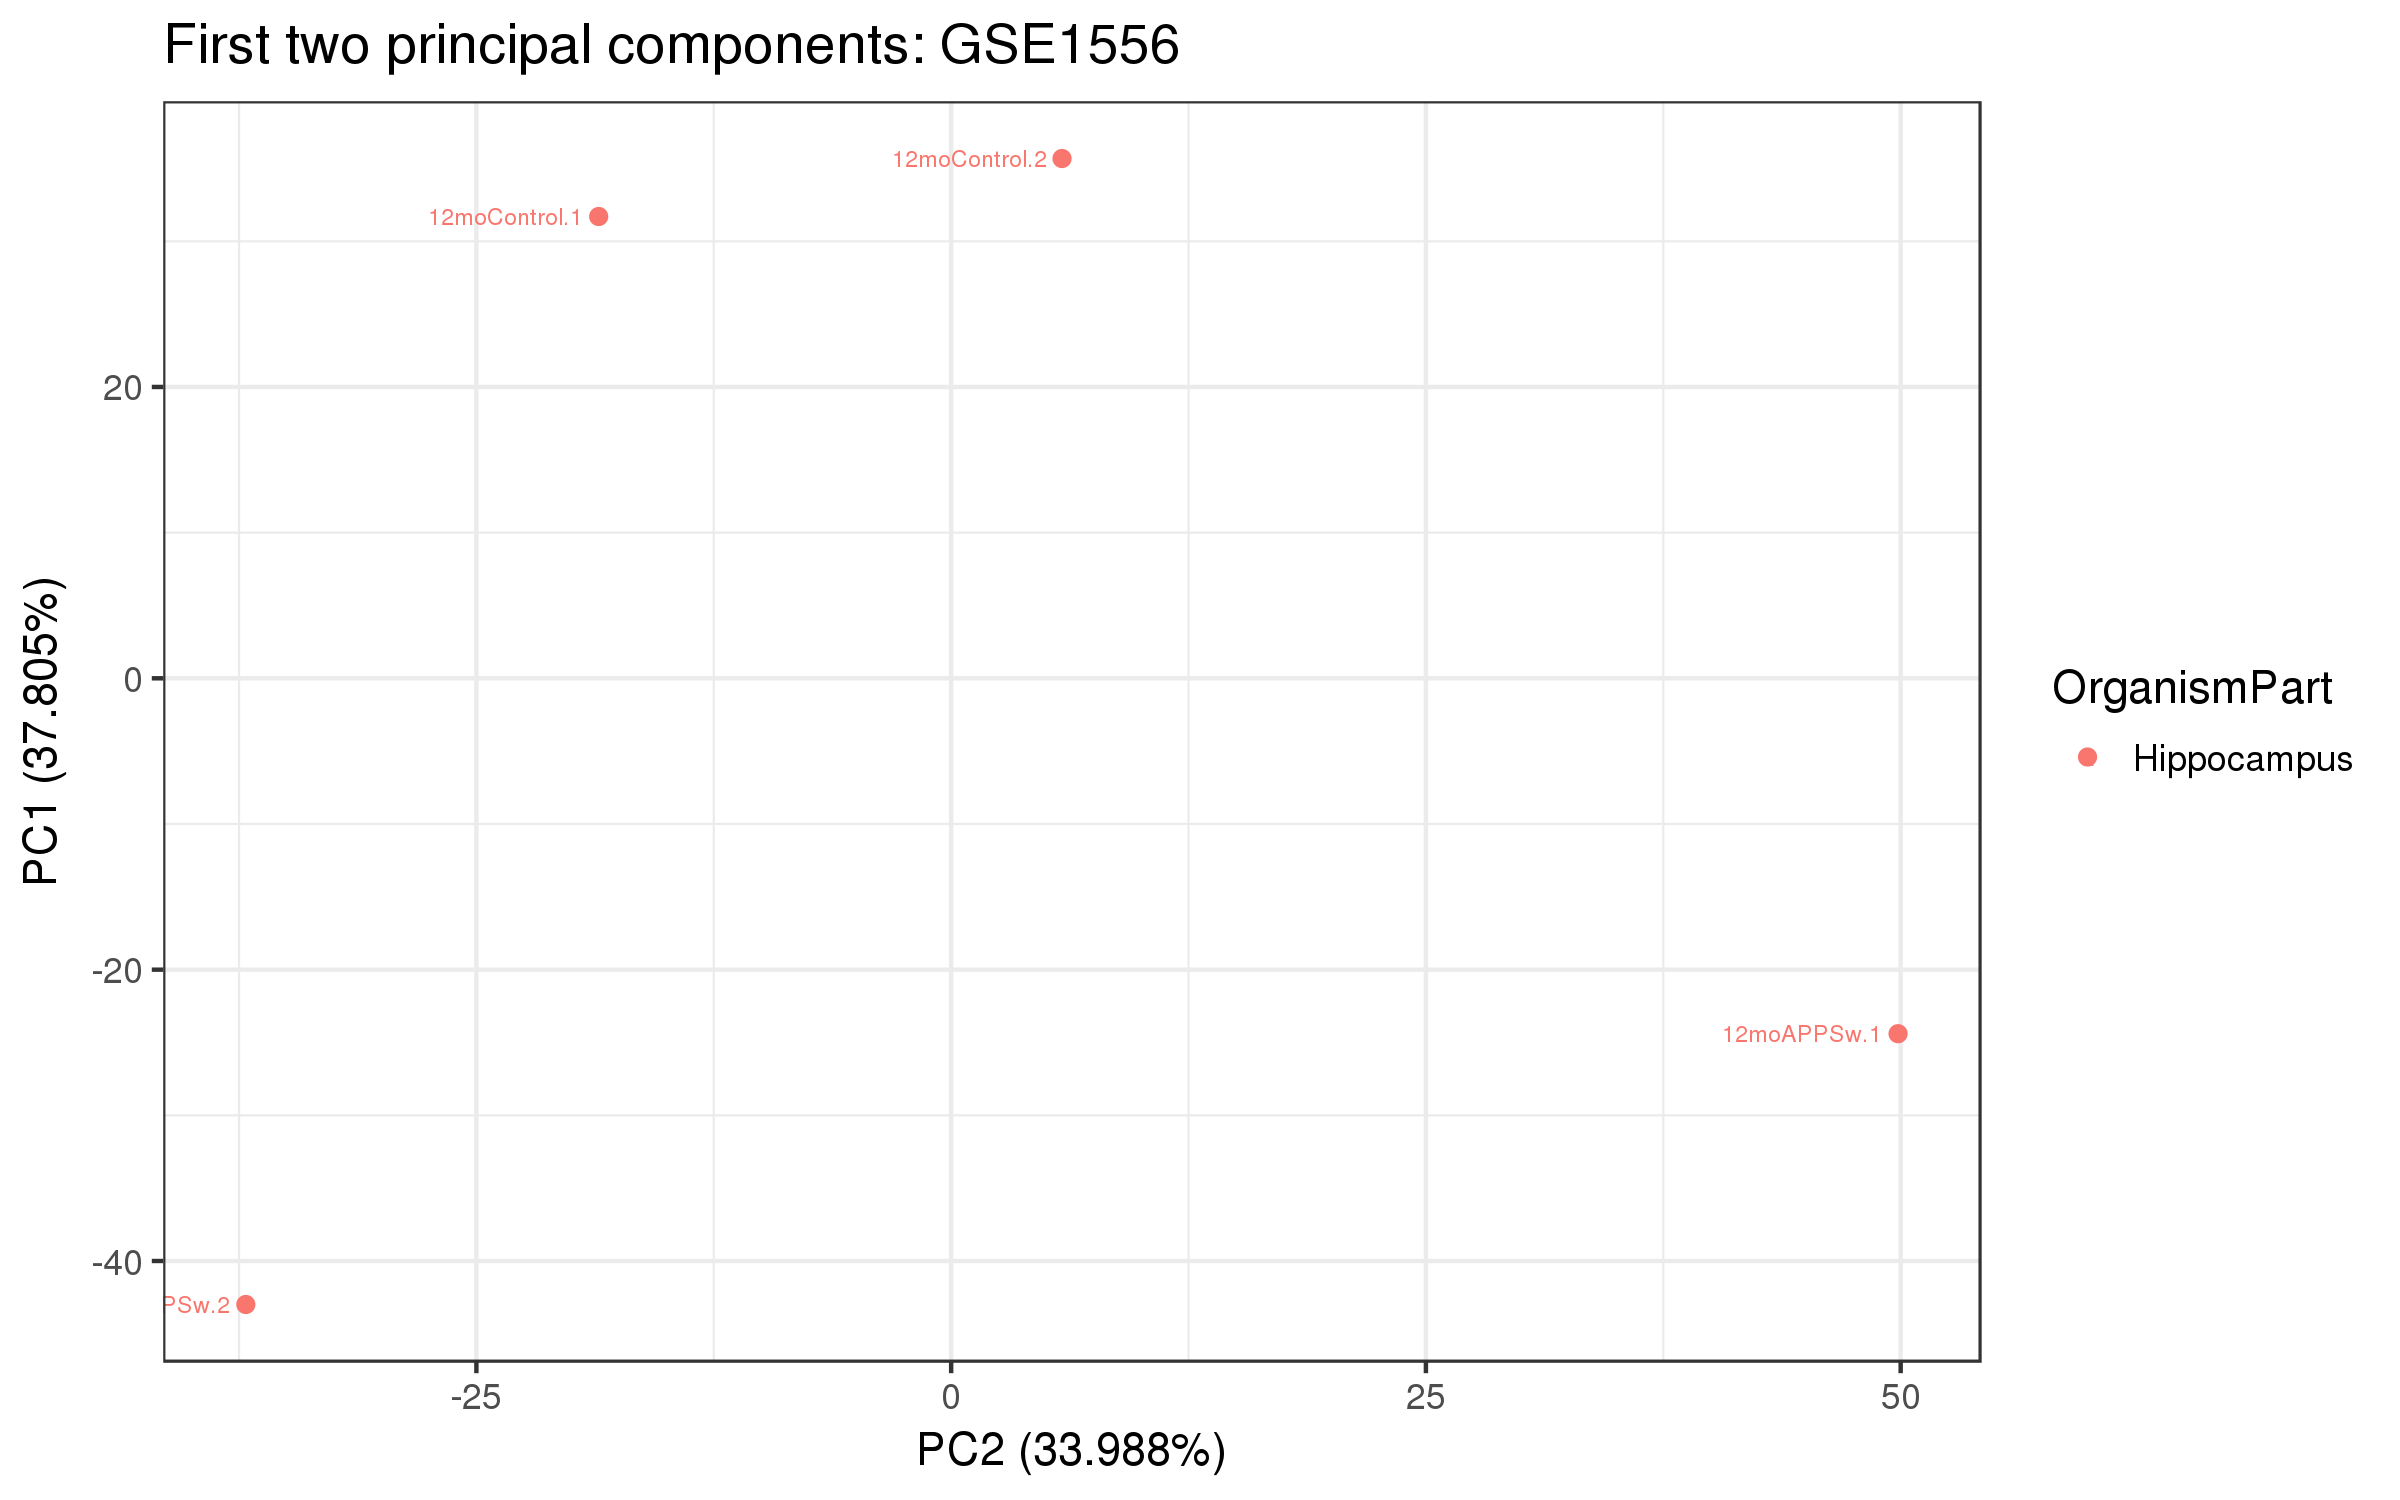 First two principal components: GSE1556
12moControl.2
12moControl.1
20
0
-20
-40
PC1 (37.805%)
12moAPPSw.1
PSw.2
-25
0
25
50
PC2 (33.988%)
OrganismPart
Hippocampus